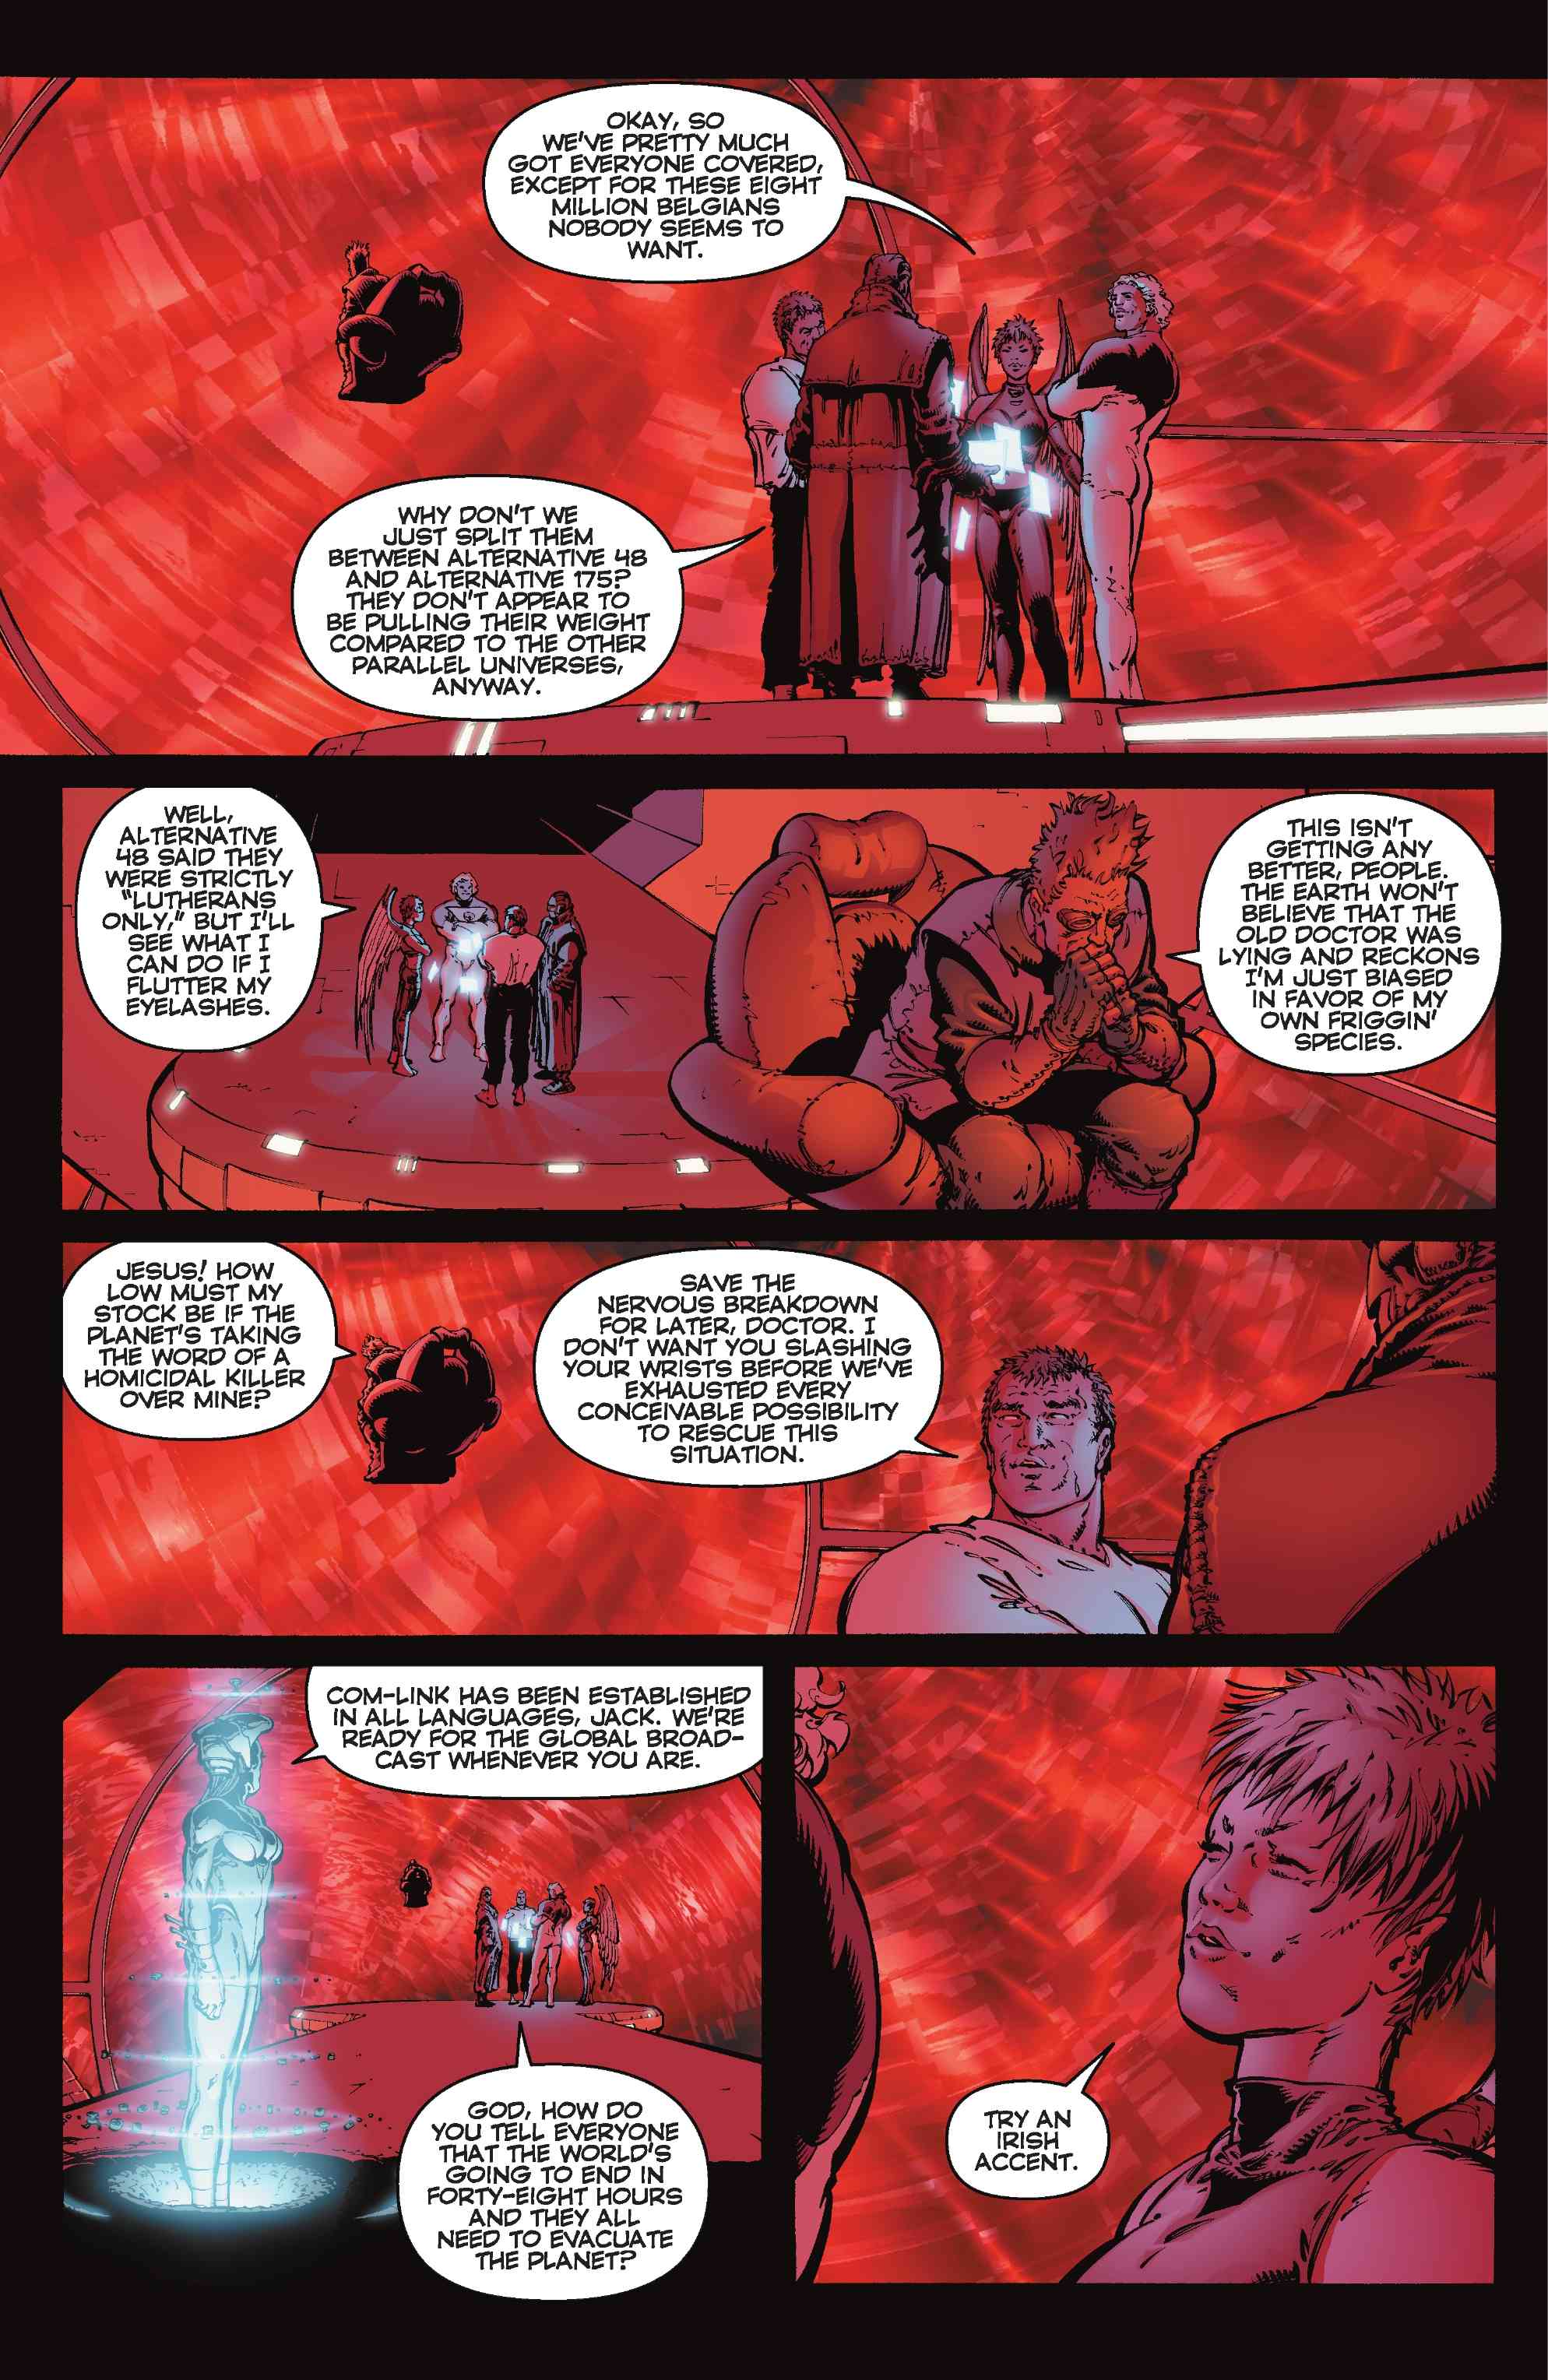 OKAY, SO
WE'VE PRETTY MUCH
GOT EVERYONE COVERED,
EXCEPT FOR THESE EIGHT
MILLION BELGIANS
NOBODY SEEMS TO
WANT.
WHY DON'T WE
JUST SPLIT THEM
BETWEEN ALTERNATIVE 48
AND ALTERNATIVE 175?
THEY DON'T APPEAR TO
BE PULLING THEIR WEIGHT
COMPARED TO THE OTHER
PARALLEL UNIVERSES,
ANYWAY.
WELL,
ALTERNATIVE
48 SAID THEY
WERE STRICTLY
"LUTHERANS
ONLY," BUT I'LL
SEE WHAT I
CAN DO IF I
FLUTTER MY
EYELASHES.
THIS ISN'T
GETTING ANY
BETTER, PEOPLE.
THE EARTH WON'T
BELIEVE THAT THE
OLD DOCTOR WAS
LYING AND RECKONS
I'M JUST BIASED
IN FAVOR OF MY
OWN FRIGGIN'
SPECIES.
JESUS! HOW
LOW MUST MY
STOCK BE IF THE
PLANET'S TAKING
THE WORD OF A
HOMICIDAL KILLER
OVER MINE?
SAVE THE
NERVOUS BREAKDOWN
FOR LATER, DOCTOR. I
DON'T WANT YOU SLASHING
YOUR WRISTS BEFORE WE'VE
EXHAUSTED EVERY
CONCEIVABLE POSSIBILITY
TO RESCUE THIS
SITUATION.
COM-LINK HAS BEEN ESTABLISHED
IN ALL LANGUAGES, JACK. WE'RE
READY FOR THE GLOBAL BROAD-
CAST WHENEVER YOU ARE.
GOD, HOW DO
YOU TELL EVERYONE
THAT THE WORLD'S
GOING TO END IN
FORTY-EIGHT HOURS
AND THEY ALL
NEED TO EVACUATE
THE PLANET?
TRY AN
IRISH
ACCENT.